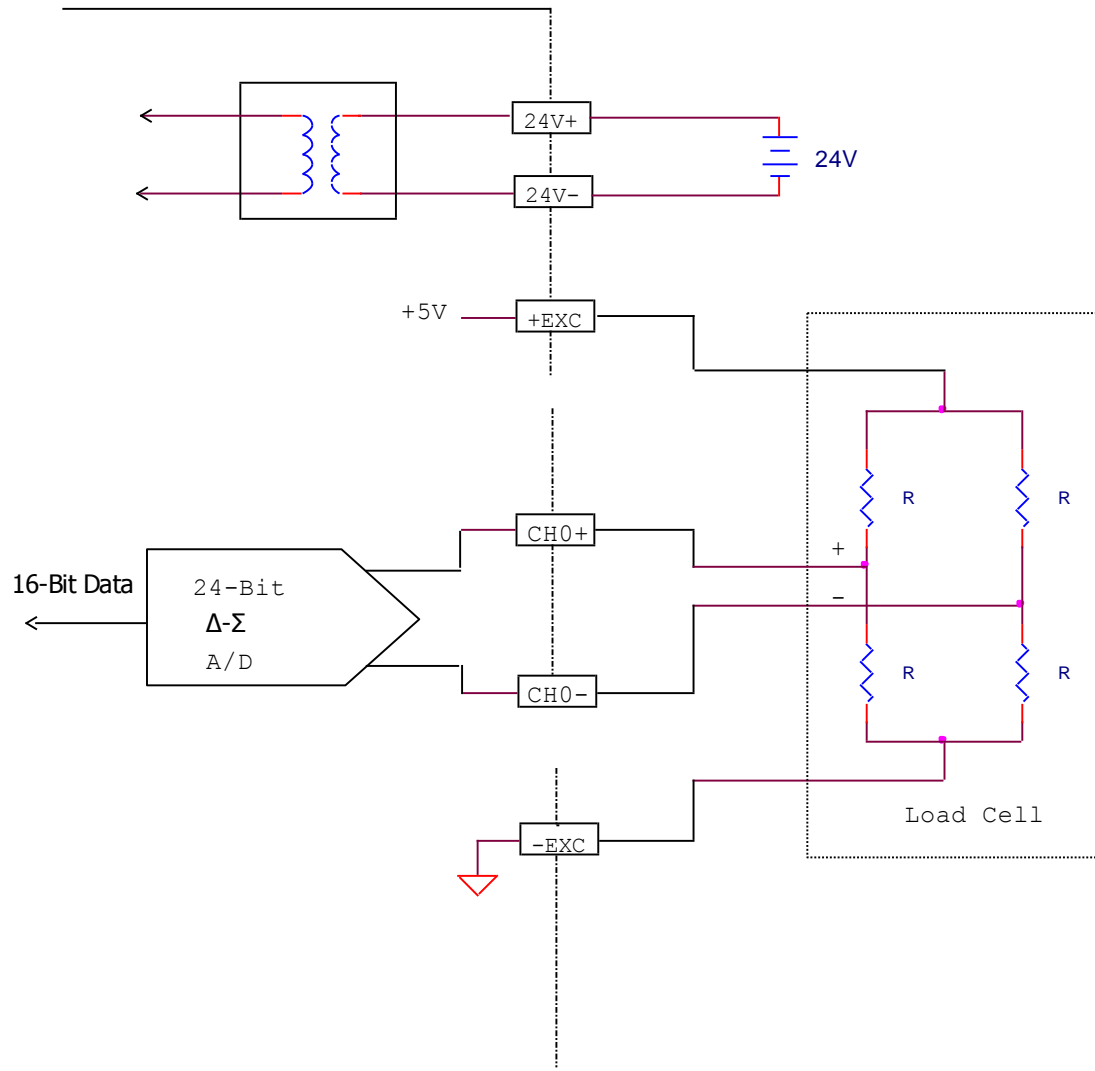 24V+
24V
24V-
+5V
+EXC
R
R
CH0+
+
16-Bit Data
24-Bit
Δ-Σ
A/D
-
R
R
CH0-
Load Cell
-EXC